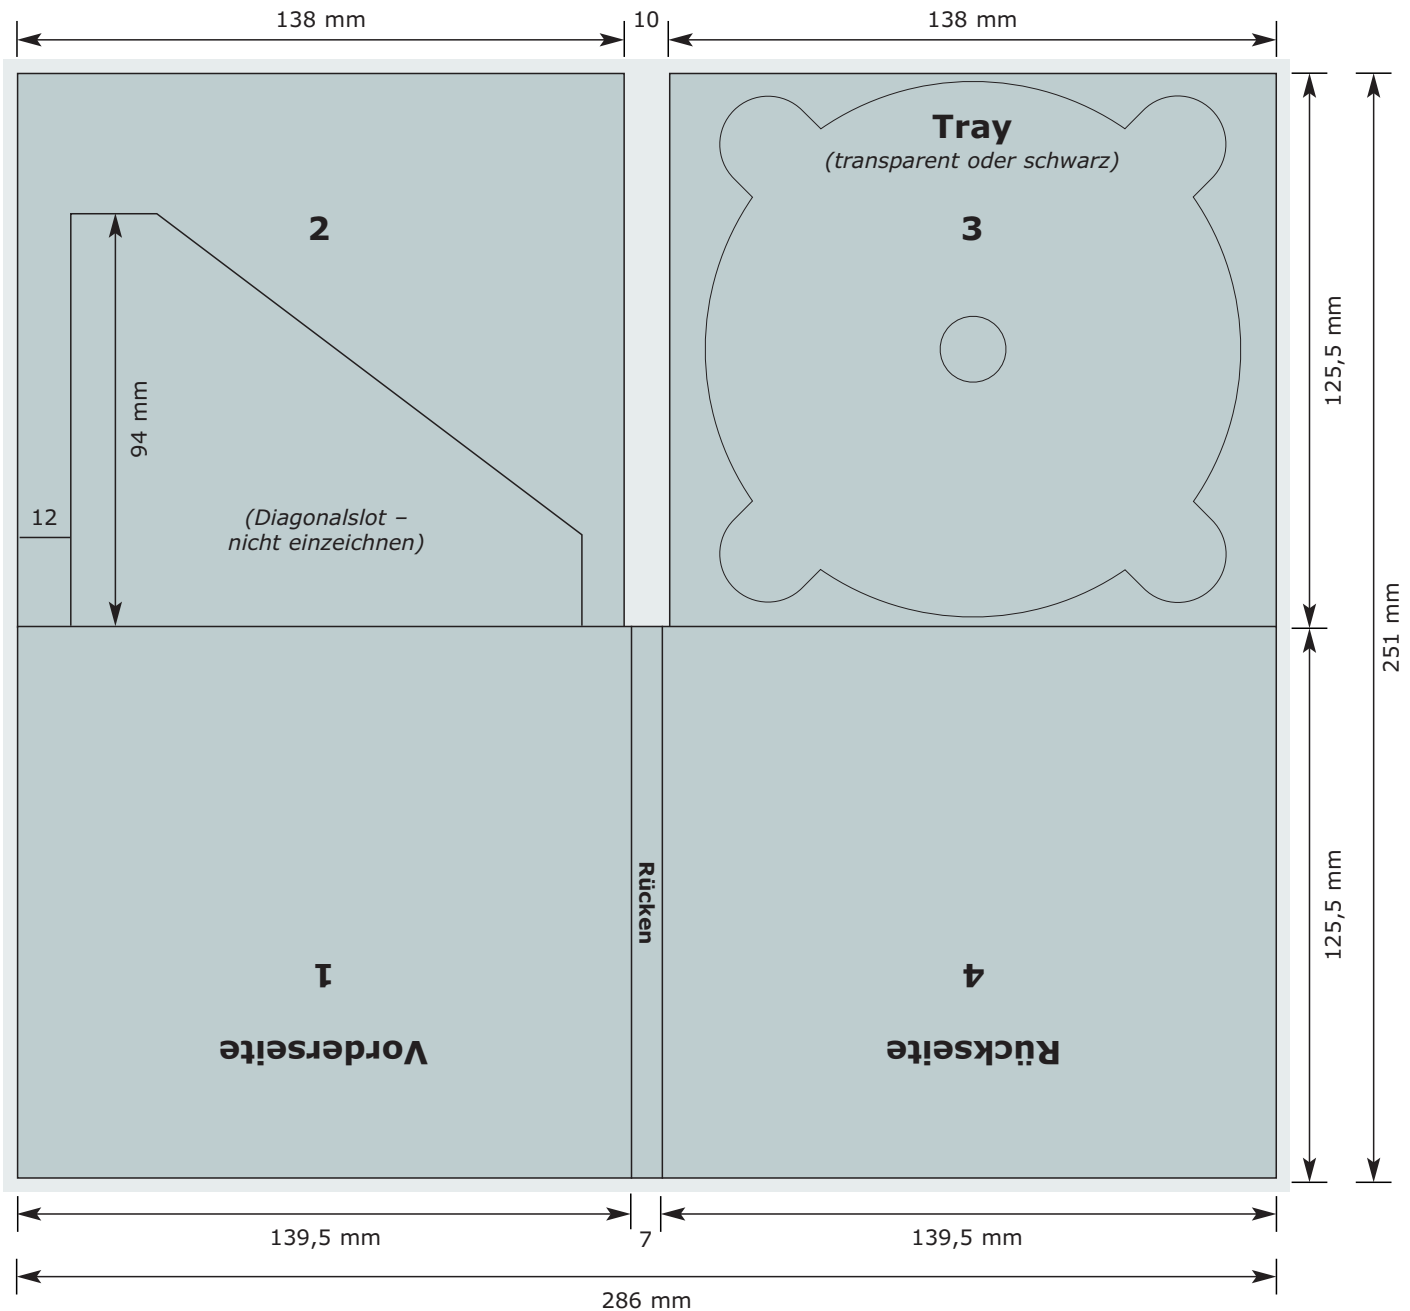 138 mm
10
138 mm
Tray
(transparent oder schwarz)
2
3
94 mm
12
(Diagonalslot –
nicht einzeichnen)
125,5 mm
251 mm
Rücken
125,5 mm
1
Vorderseite
4
Rückseite
139,5 mm
7
139,5 mm
286 mm